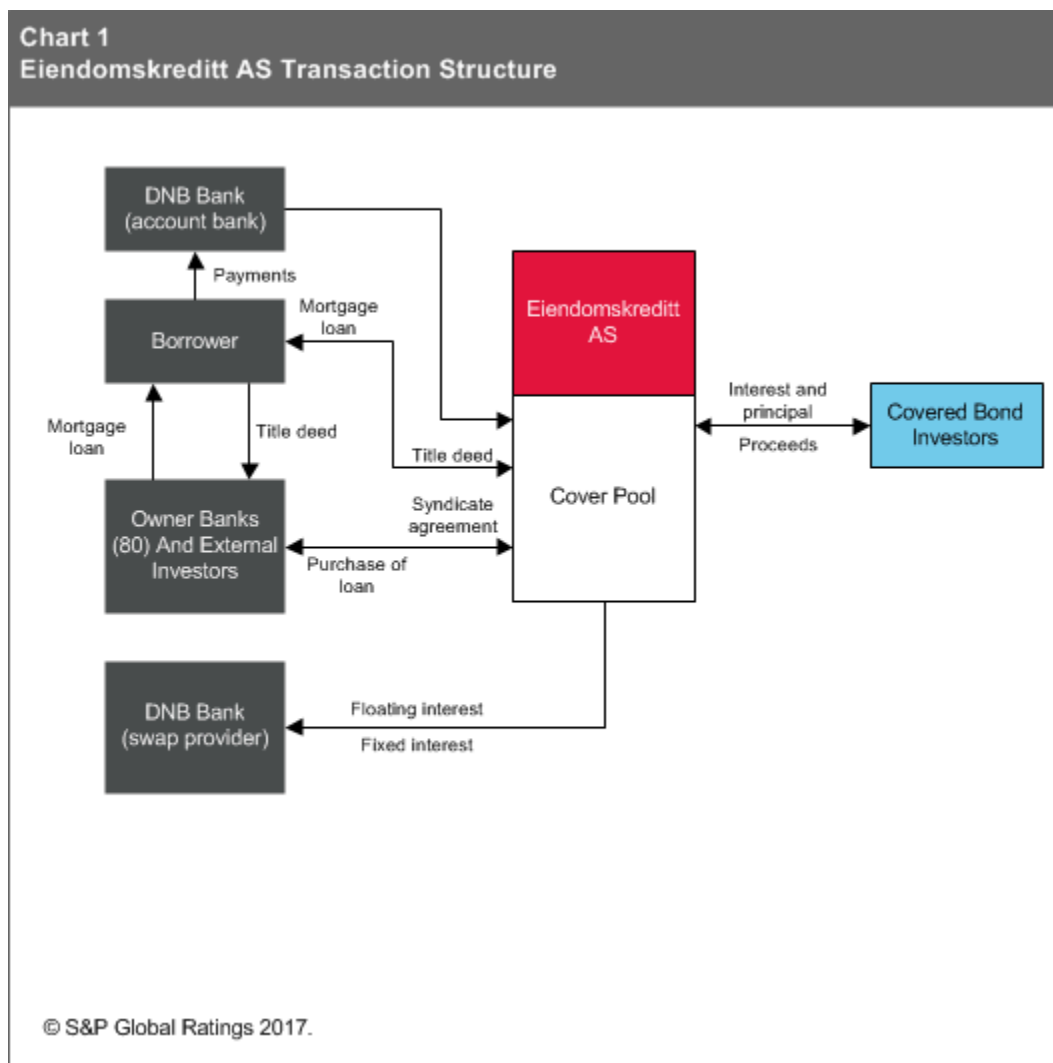 Chart 1
Eiendomskreditt AS Transaction Structure
DNB Bank
(account bank)
Payments
Borrower
Mortgage
loan
Mortgage
loan
Title deed
Title deed
Owner Banks
(80) And External
Investors
Syndicate
agreement
Purchase of
loan
DNB Bank
(swap provider)
Floating interest
Fixed interest
Eiendomskreditt
AS
Cover Pool
Interest and
principal
Proceeds
Covered Bond
Investors
© S&P Global Ratings 2017.